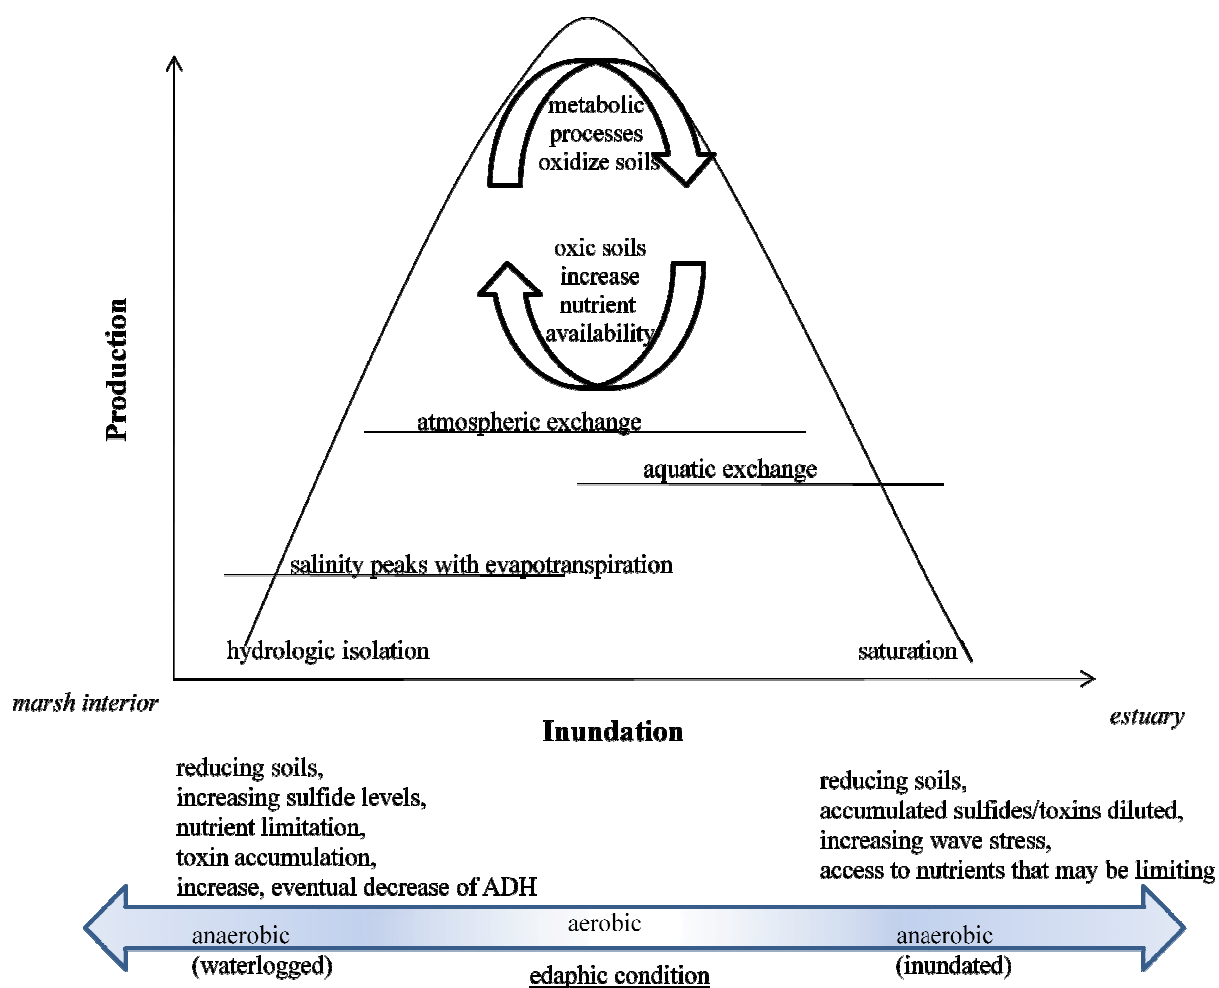 metabolic
processes
oxidize soils
oxic soils
increase
nutrient
availability
Production
atmospheric exchange
aquatic exchange
salinity peaks with evapotranspiration
hydrologic isolation
saturation
marsh interior
estuary
Inundation
reducing soils,
increasing sulfide levels,
nutrient limitation,
toxin accumulation,
increase, eventual decrease of ADH
reducing soils,
accumulated sulfides/toxins diluted,
increasing wave stress,
access to nutrients that may be limiting
anaerobic
(waterlogged)
aerobic
anaerobic
(inundated)
edaphic condition